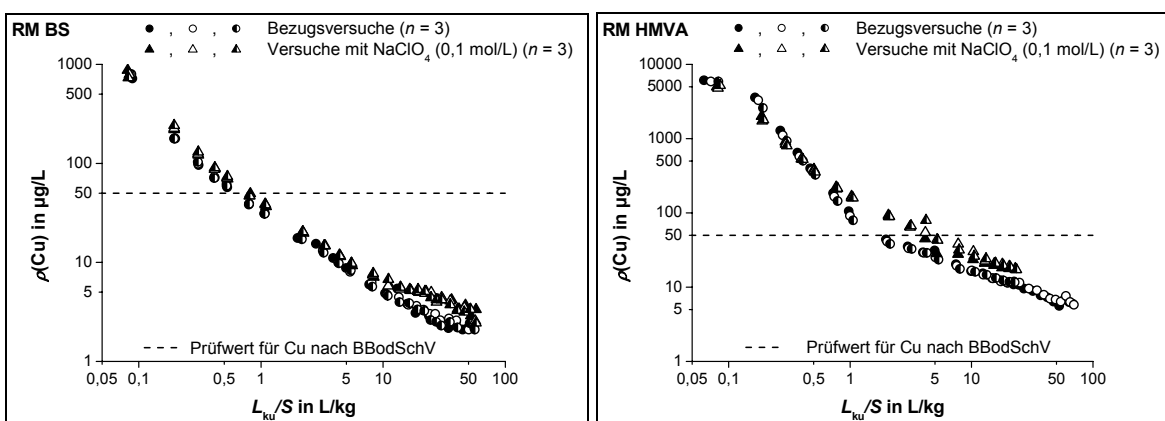 RM BS
, , Bezugsversuche (n = 3)
, , Versuche mit NaClO4 (0,1 mol/L) (n = 3)
ρ(Cu) in µg/L
1000
500
100
50
10
5
1
Prüfwert für Cu nach BBodSchV
0,05 0,1 0,5 1 5 10 50 100
Lku/S in L/kg
RM HMVA
, , Bezugsversuche (n = 3)
, , Versuche mit NaClO4 (0,1 mol/L) (n = 3)
ρ(Cu) in µg/L
10000
5000
1000
500
100
50
10
5
1
Prüfwert für Cu nach BBodSchV
0,05 0,1 0,5 1 5 10 50 100
Lku/S in L/kg